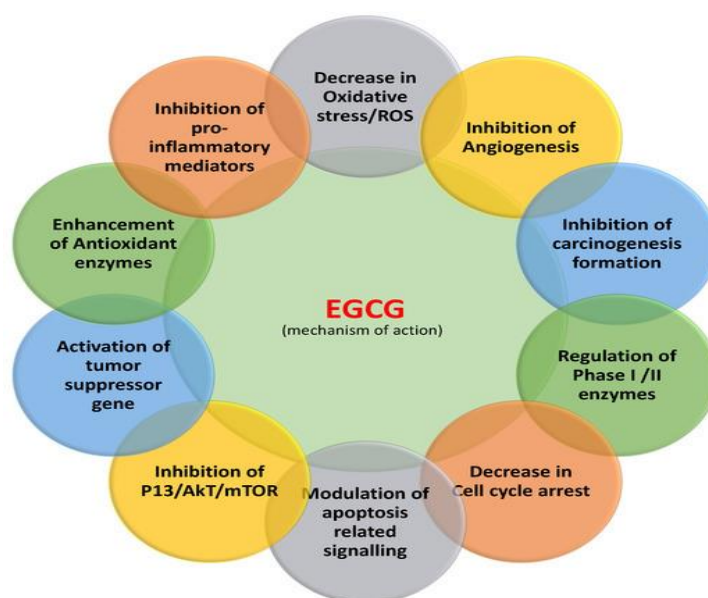 Decrease in
Oxidative
stress/ROS
Inhibition of
Angiogenesis
Inhibition of
carcinogenesis
formation
Regulation of
Phase I /II
enzymes
Decrease in
Cell cycle arrest
Modulation of
apoptosis
related
signalling
Inhibition of
P13/AkT/mTOR
Activation of
tumor
suppressor
gene
Enhancement
of Antioxidant
enzymes
Inhibition of
pro-
inflammatory
mediators
EGCG
(mechanism of action)